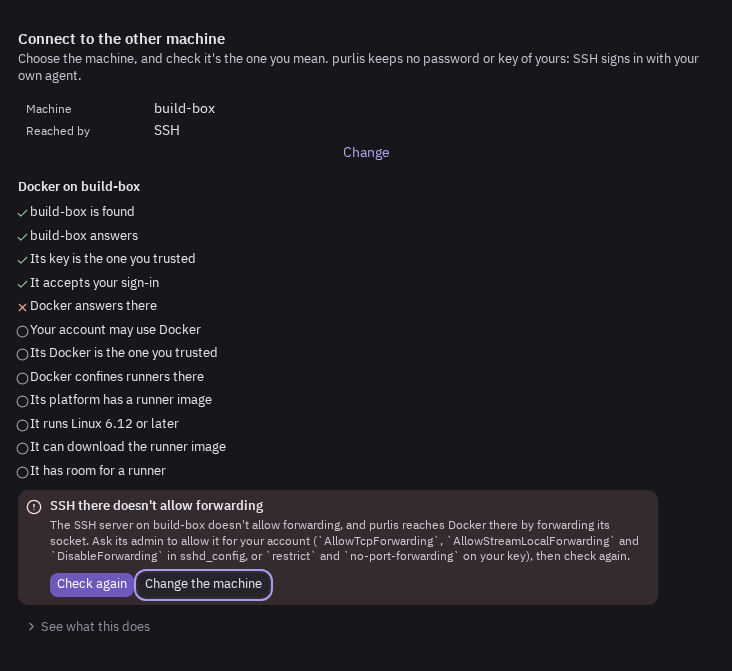 Connect to the other machine
Choose the machine, and check it's the one you mean. purlis keeps no password or key of yours: SSH signs in with your
own agent.
Machine build-box
Reached by SSH
Change
Docker on build-box
build-box is found
build-box answers
Its key is the one you trusted
It accepts your sign-in
Docker answers there
Your account may use Docker
Its Docker is the one you trusted
Docker confines runners there
Its platform has a runner image
It runs Linux 6.12 or later
It can download the runner image
It has room for a runner
SSH there doesn't allow forwarding
The SSH server on build-box doesn't allow forwarding, and purlis reaches Docker there by forwarding its
socket. Ask its admin to allow it for your account (`AllowTcpForwarding`, `AllowStreamLocalForwarding` and
`DisableForwarding` in sshd_config, or `restrict` and `no-port-forwarding` on your key), then check again.
Check again Change the machine
See what this does